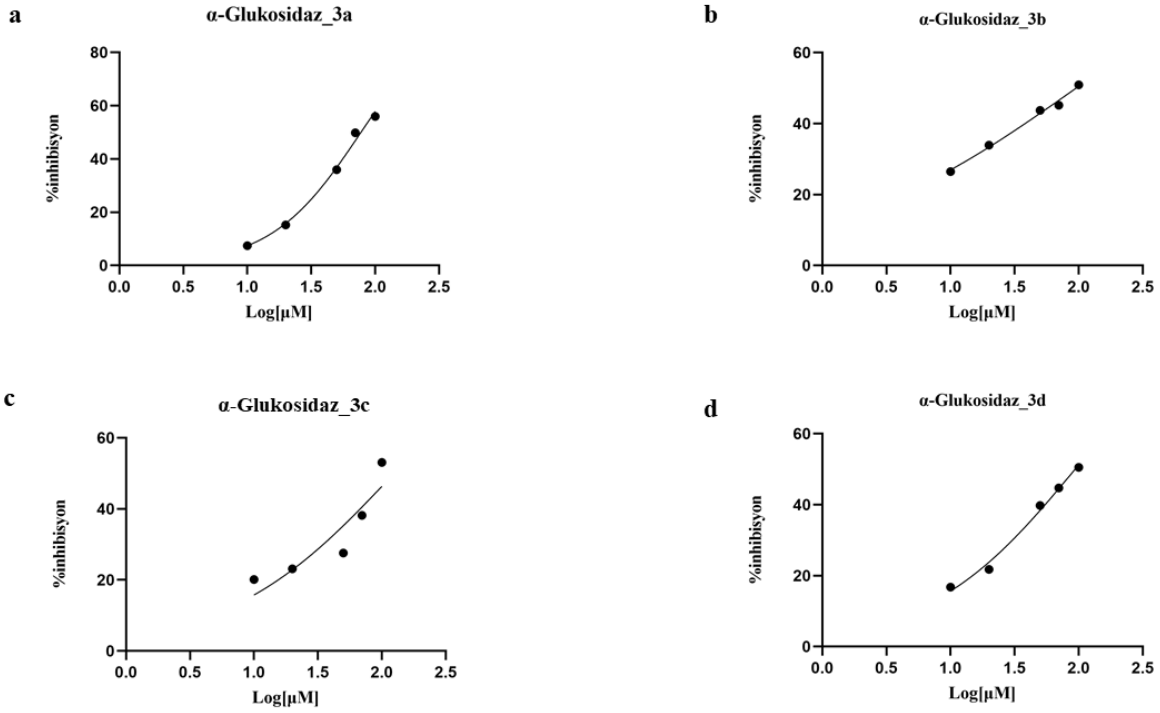 a
α-Glukosidaz_3a
%inhibisyon
80
60
40
20
0
0.0 0.5 1.0 1.5 2.0 2.5
Log[µM]
b
α-Glukosidaz_3b
%inhibisyon
60
40
20
0
0.0 0.5 1.0 1.5 2.0 2.5
Log[µM]
c
α-Glukosidaz_3c
%inhibisyon
60
40
20
0
0.0 0.5 1.0 1.5 2.0 2.5
Log[µM]
d
α-Glukosidaz_3d
%inhibisyon
60
40
20
0
0.0 0.5 1.0 1.5 2.0 2.5
Log[µM]